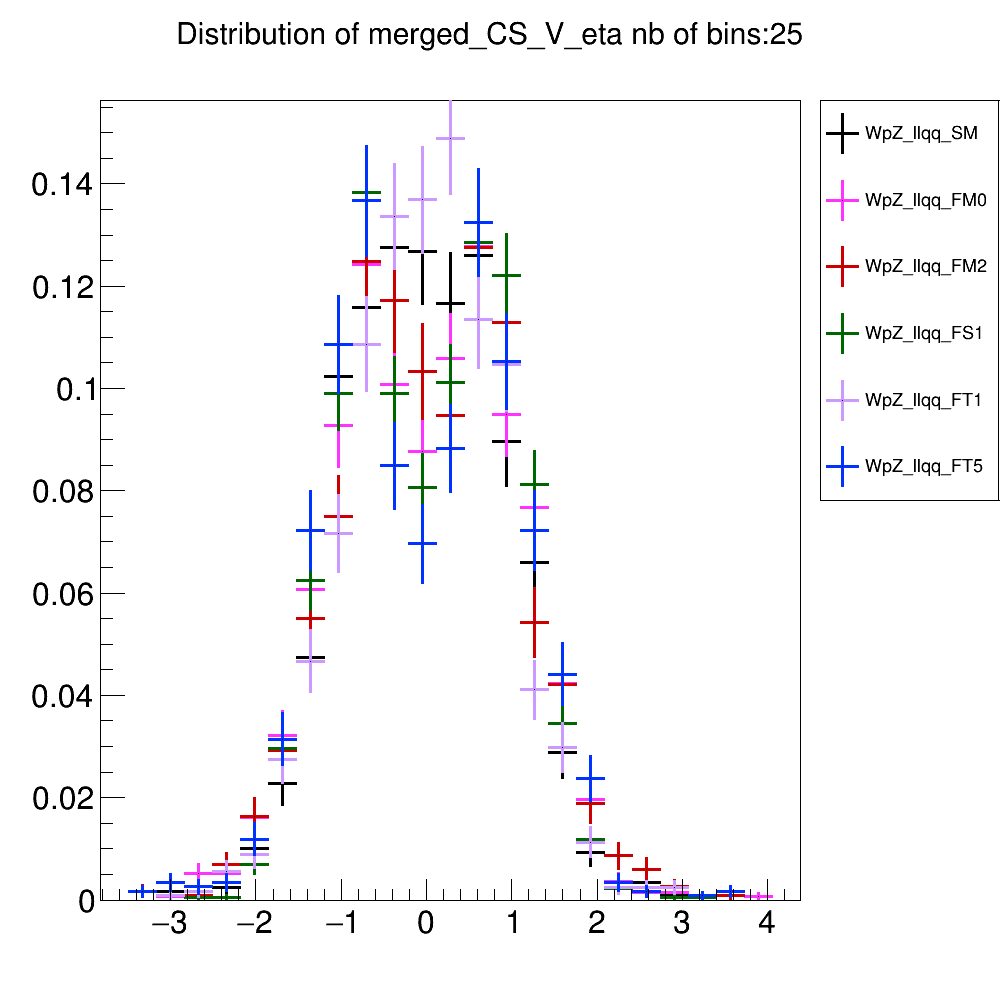 Distribution of merged_CS_V_eta nb of bins:25
WpZ_llqq_SM
WpZ_llqq_FM0
WpZ_llqq_FM2
WpZ_llqq_FS1
WpZ_llqq_FT1
WpZ_llqq_FT5
0.14
0.12
0.1
0.08
0.06
0.04
0.02
0
−3 −2 −1 0 1 2 3 4